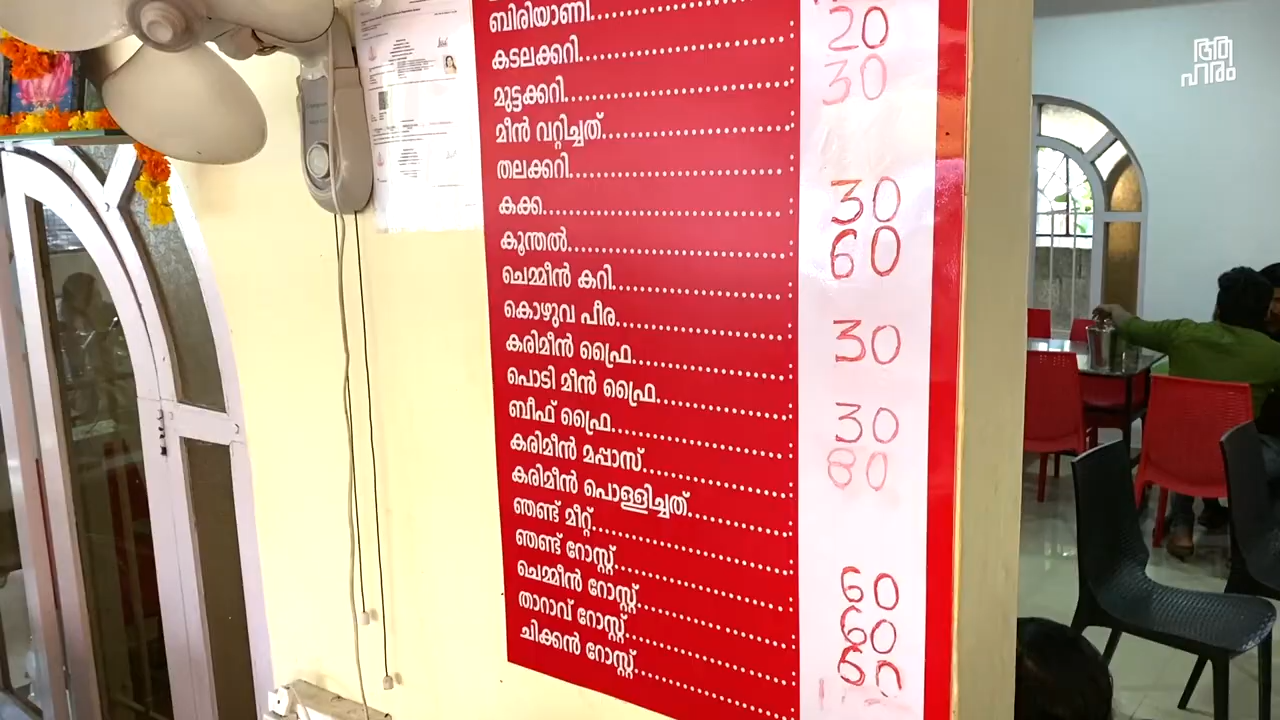 ബിരിയാണി
കടലക്കറി 20
മുട്ടക്കറി 30
മീൻ വറ്റിച്ചത്
തലക്കറി
കക്ക 30
കൂന്തൽ 60
ചെമ്മീൻ കറി
കൊഴുവ പീര 30
കരിമീൻ ഫ്രൈ
പൊടി മീൻ ഫ്രൈ 30
ബീഫ് ഫ്രൈ 80
കരിമീൻ മപ്പാസ്
കരിമീൻ പൊള്ളിച്ചത്
ഞണ്ട് മീറ്റ് 60
ഞണ്ട് റോസ്റ്റ് 60
ചെമ്മീൻ റോസ്റ്റ്
താറാവ് റോസ്റ്റ്
ചിക്കൻ റോസ്റ്റ്
ആഹാരം